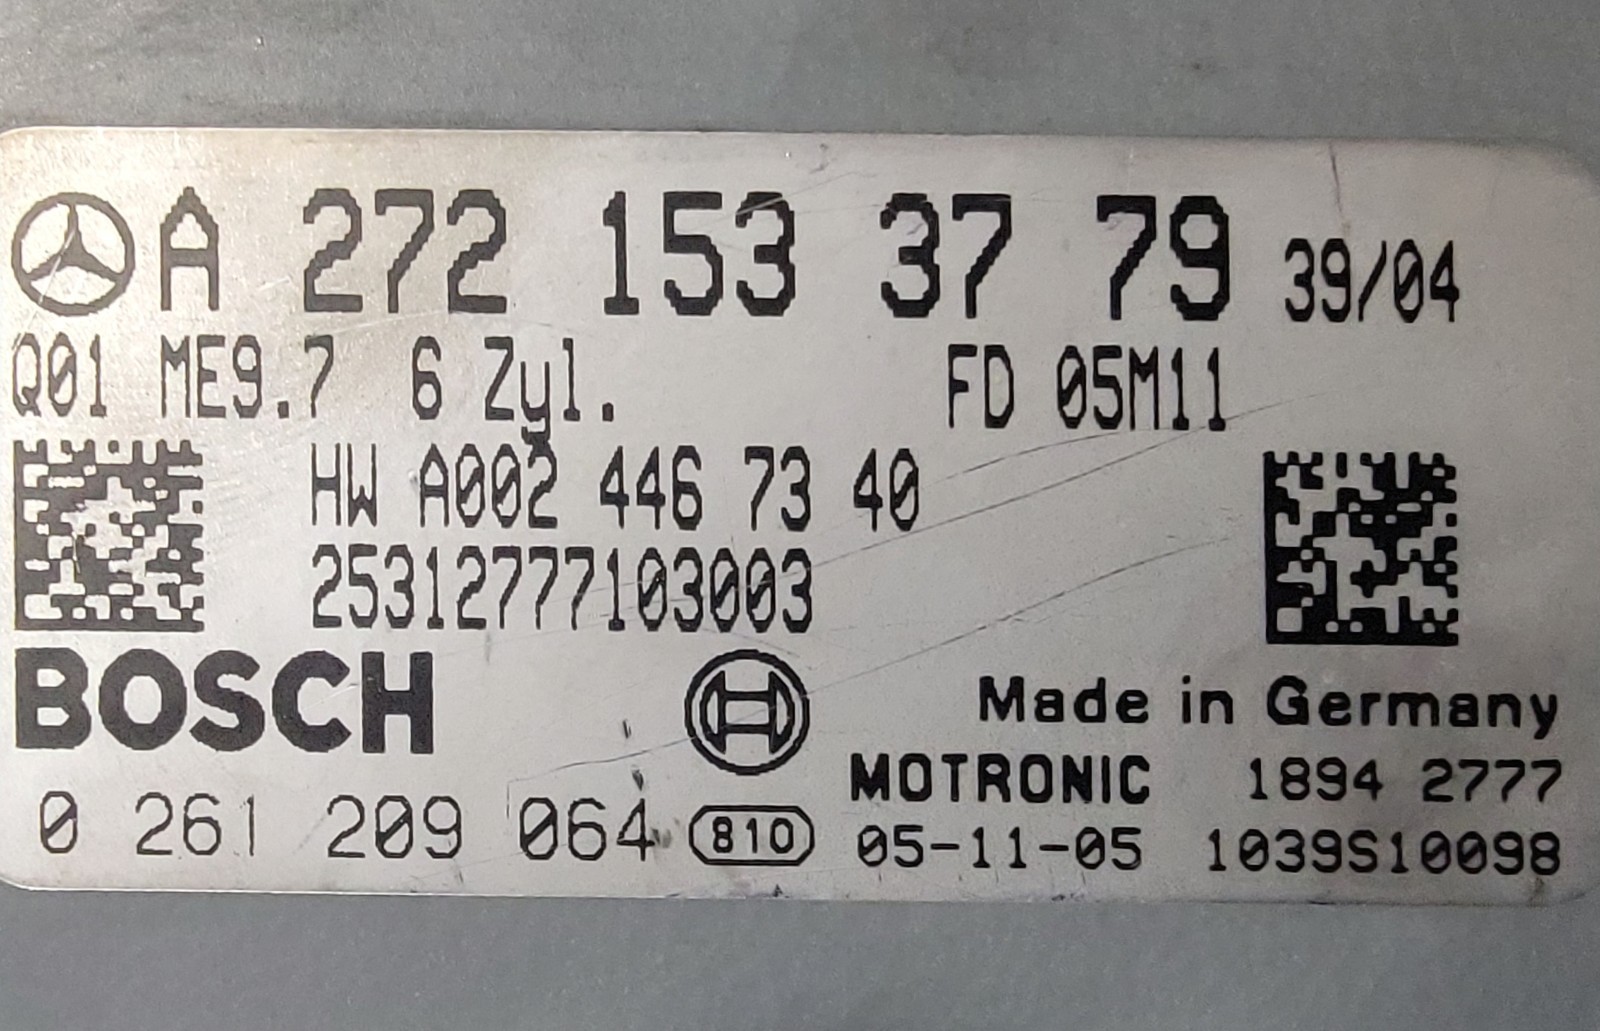 A 272 153 37 79 39/04
Q01 ME9.7 6 Zyl. FD 05M11
HW A002 446 73 40
25312777103003
BOSCH
Made in Germany
MOTRONIC 1894 2777
0 261 209 064 810 05-11-05 1039S10098